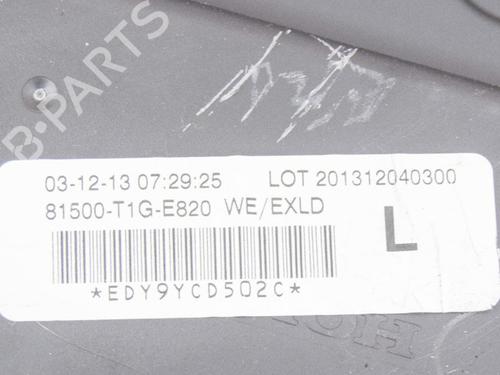 B-PARTS
03-12-13 07:29:25 LOT 201312040300
81500-T1G-E820 WE/EXLD
L
*EDY9YCD502C*